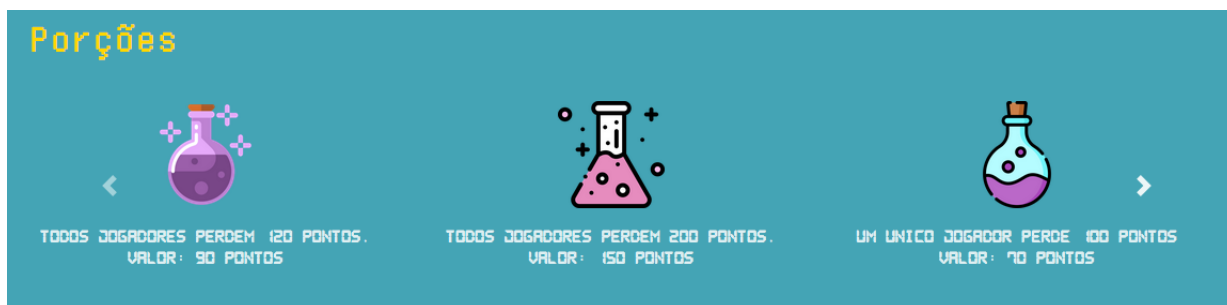 Porções
TODOS JOGADORES PERDEM 120 PONTOS.
VALOR: 90 PONTOS
TODOS JOGADORES PERDEM 200 PONTOS.
VALOR: 150 PONTOS
UM UNICO JOGADOR PERDE 100 PONTOS
VALOR: 70 PONTOS